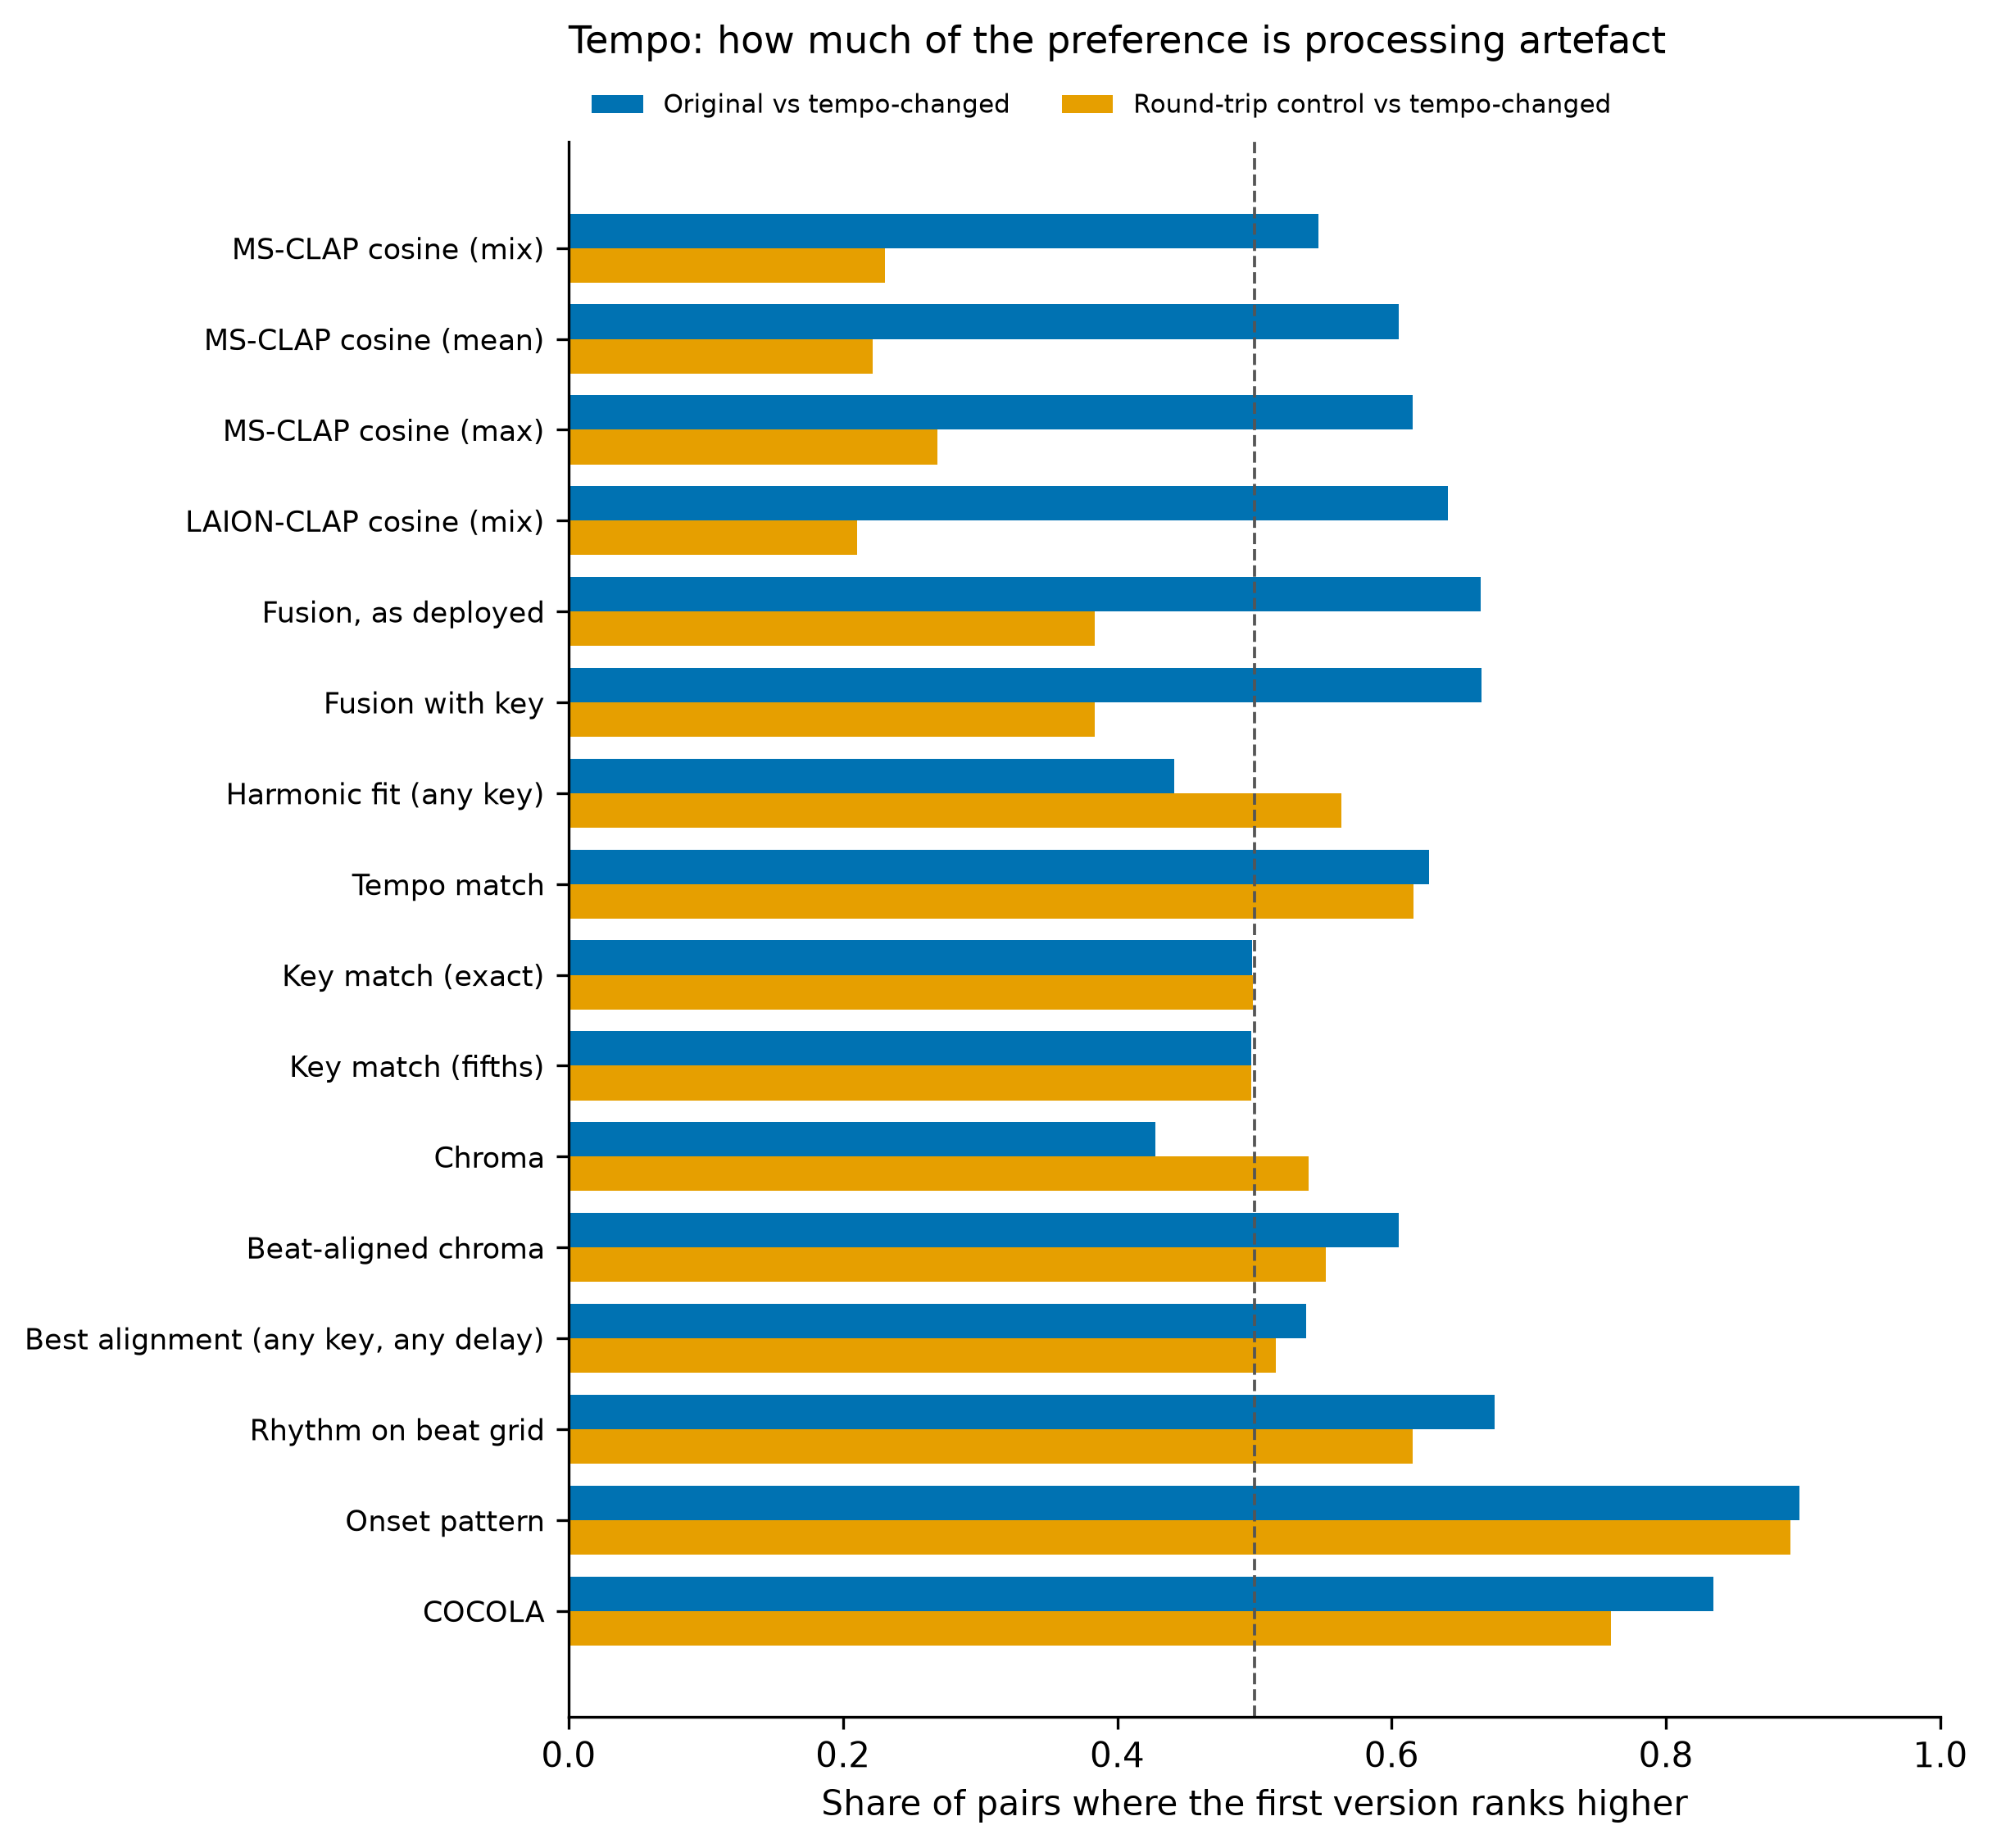 Tempo: how much of the preference is processing artefact
Original vs tempo-changed
Round-trip control vs tempo-changed
MS-CLAP cosine (mix)
MS-CLAP cosine (mean)
MS-CLAP cosine (max)
LAION-CLAP cosine (mix)
Fusion, as deployed
Fusion with key
Harmonic fit (any key)
Tempo match
Key match (exact)
Key match (fifths)
Chroma
Beat-aligned chroma
Best alignment (any key, any delay)
Rhythm on beat grid
Onset pattern
COCOLA
0.0 0.2 0.4 0.6 0.8 1.0
Share of pairs where the first version ranks higher